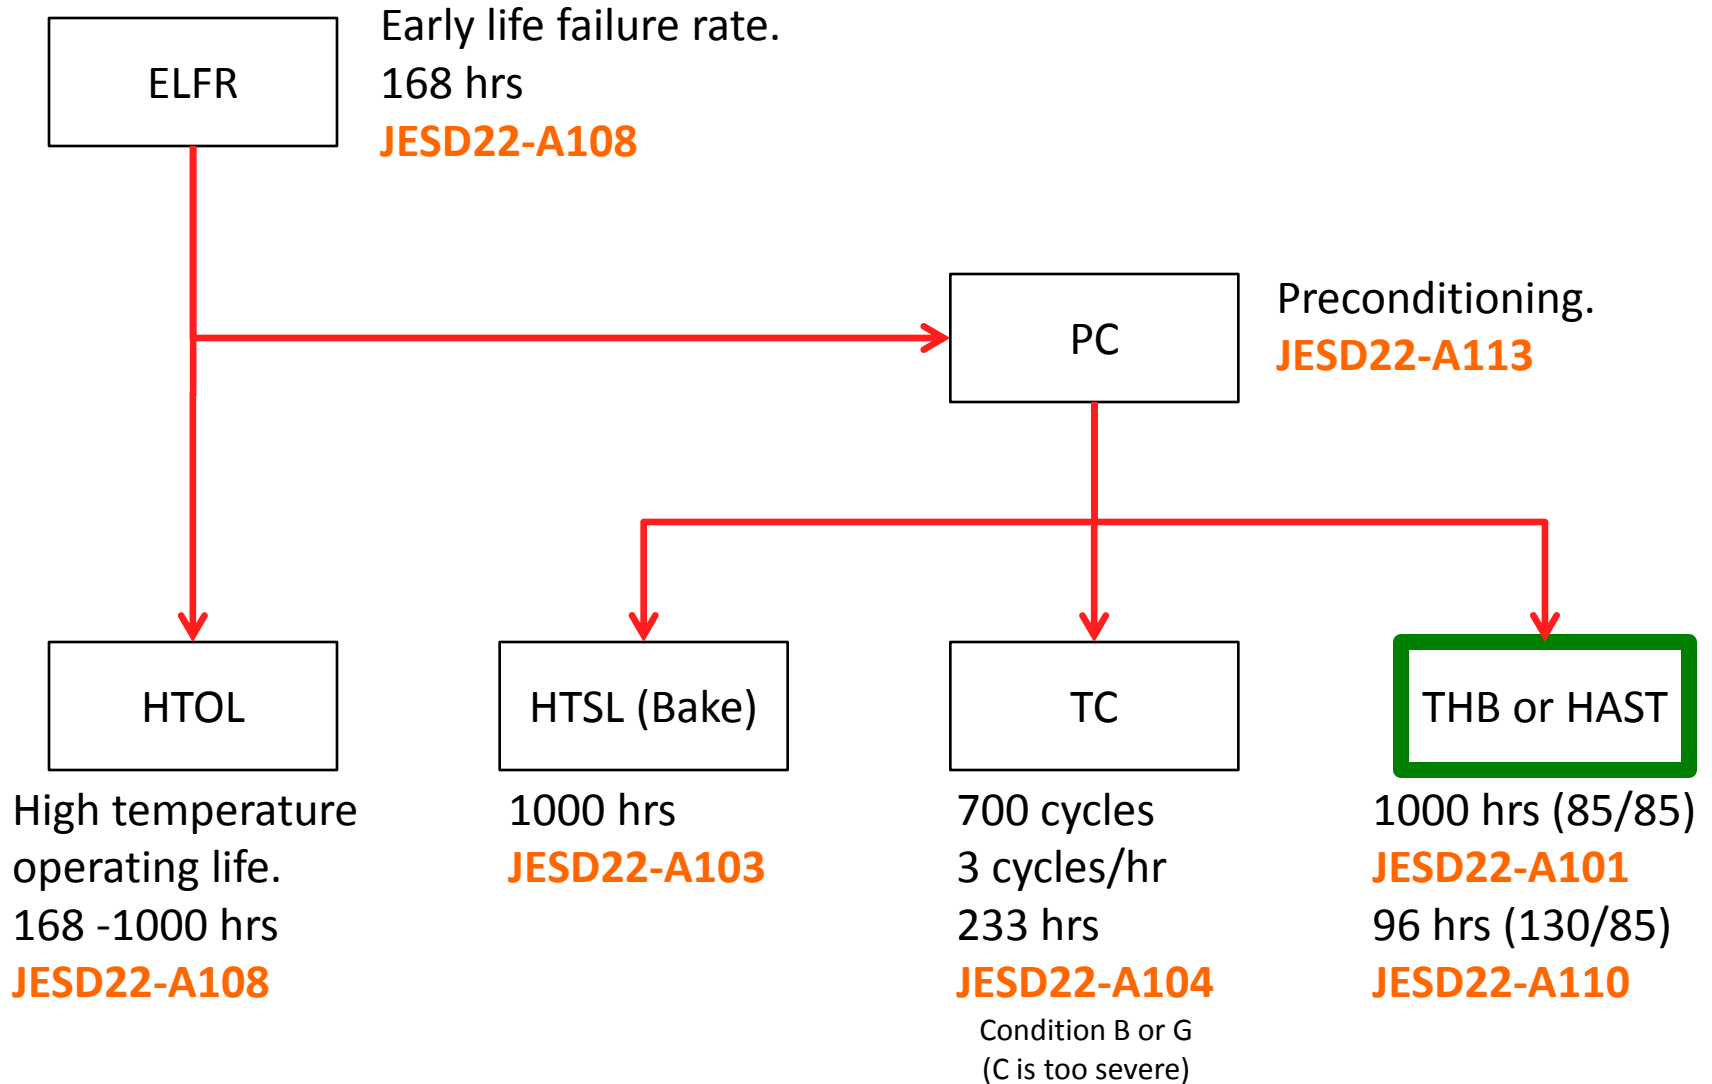 ELFR
Early life failure rate.
168 hrs
JESD22-A108
PC
Preconditioning.
JESD22-A113
HTOL
High temperature
operating life.
168 -1000 hrs
JESD22-A108
HTSL (Bake)
1000 hrs
JESD22-A103
TC
700 cycles
3 cycles/hr
233 hrs
JESD22-A104
Condition B or G
(C is too severe)
THB or HAST
1000 hrs (85/85)
JESD22-A101
96 hrs (130/85)
JESD22-A110